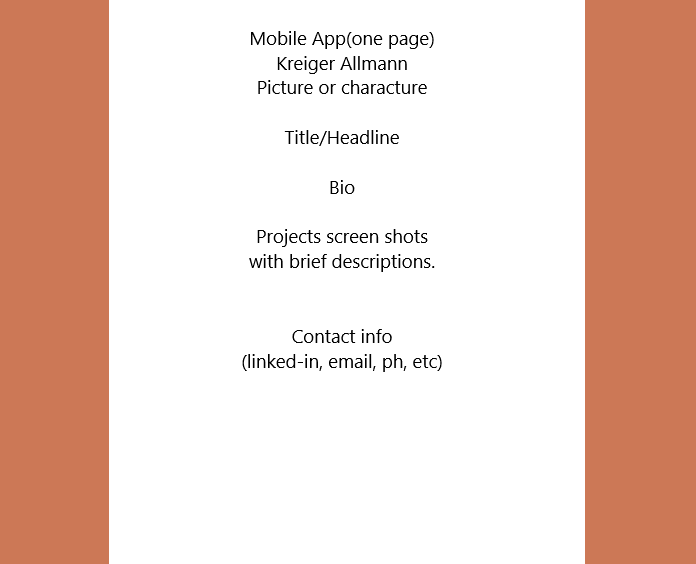 Mobile App(one page)
Kreiger Allmann
Picture or characture
Title/Headline
Bio
Projects screen shots
with brief descriptions.
Contact info
(linked-in, email, ph, etc)